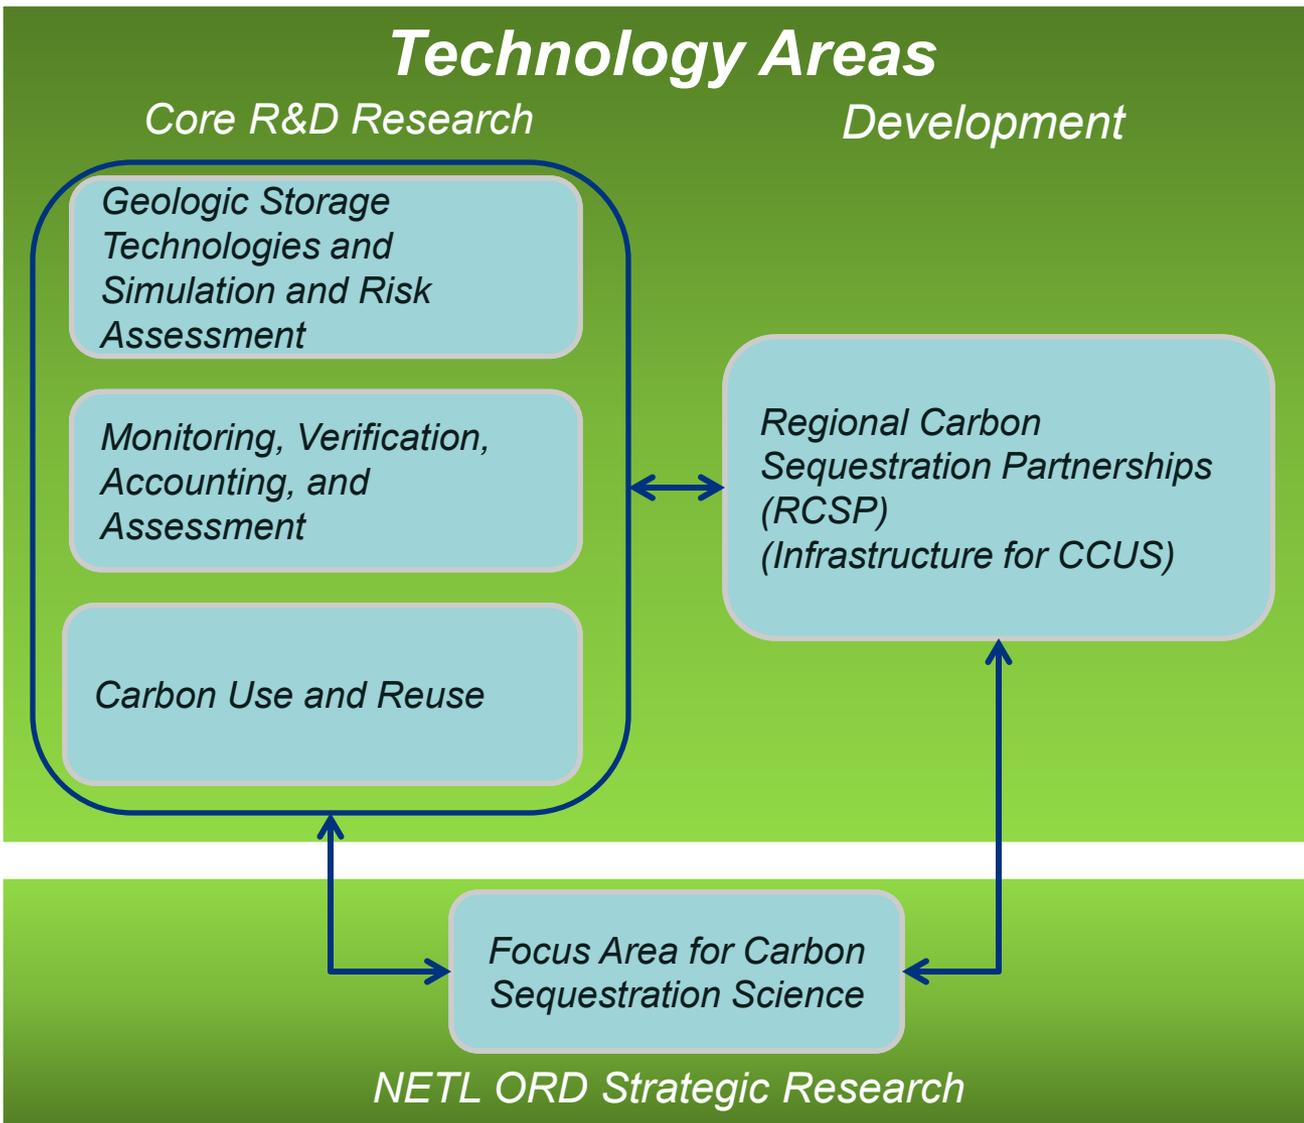 Technology Areas
Core R&D Research
Development
Geologic Storage
Technologies and
Simulation and Risk
Assessment
Monitoring, Verification,
Accounting, and
Assessment
Carbon Use and Reuse
Regional Carbon
Sequestration Partnerships
(RCSP)
(Infrastructure for CCUS)
Focus Area for Carbon
Sequestration Science
NETL ORD Strategic Research